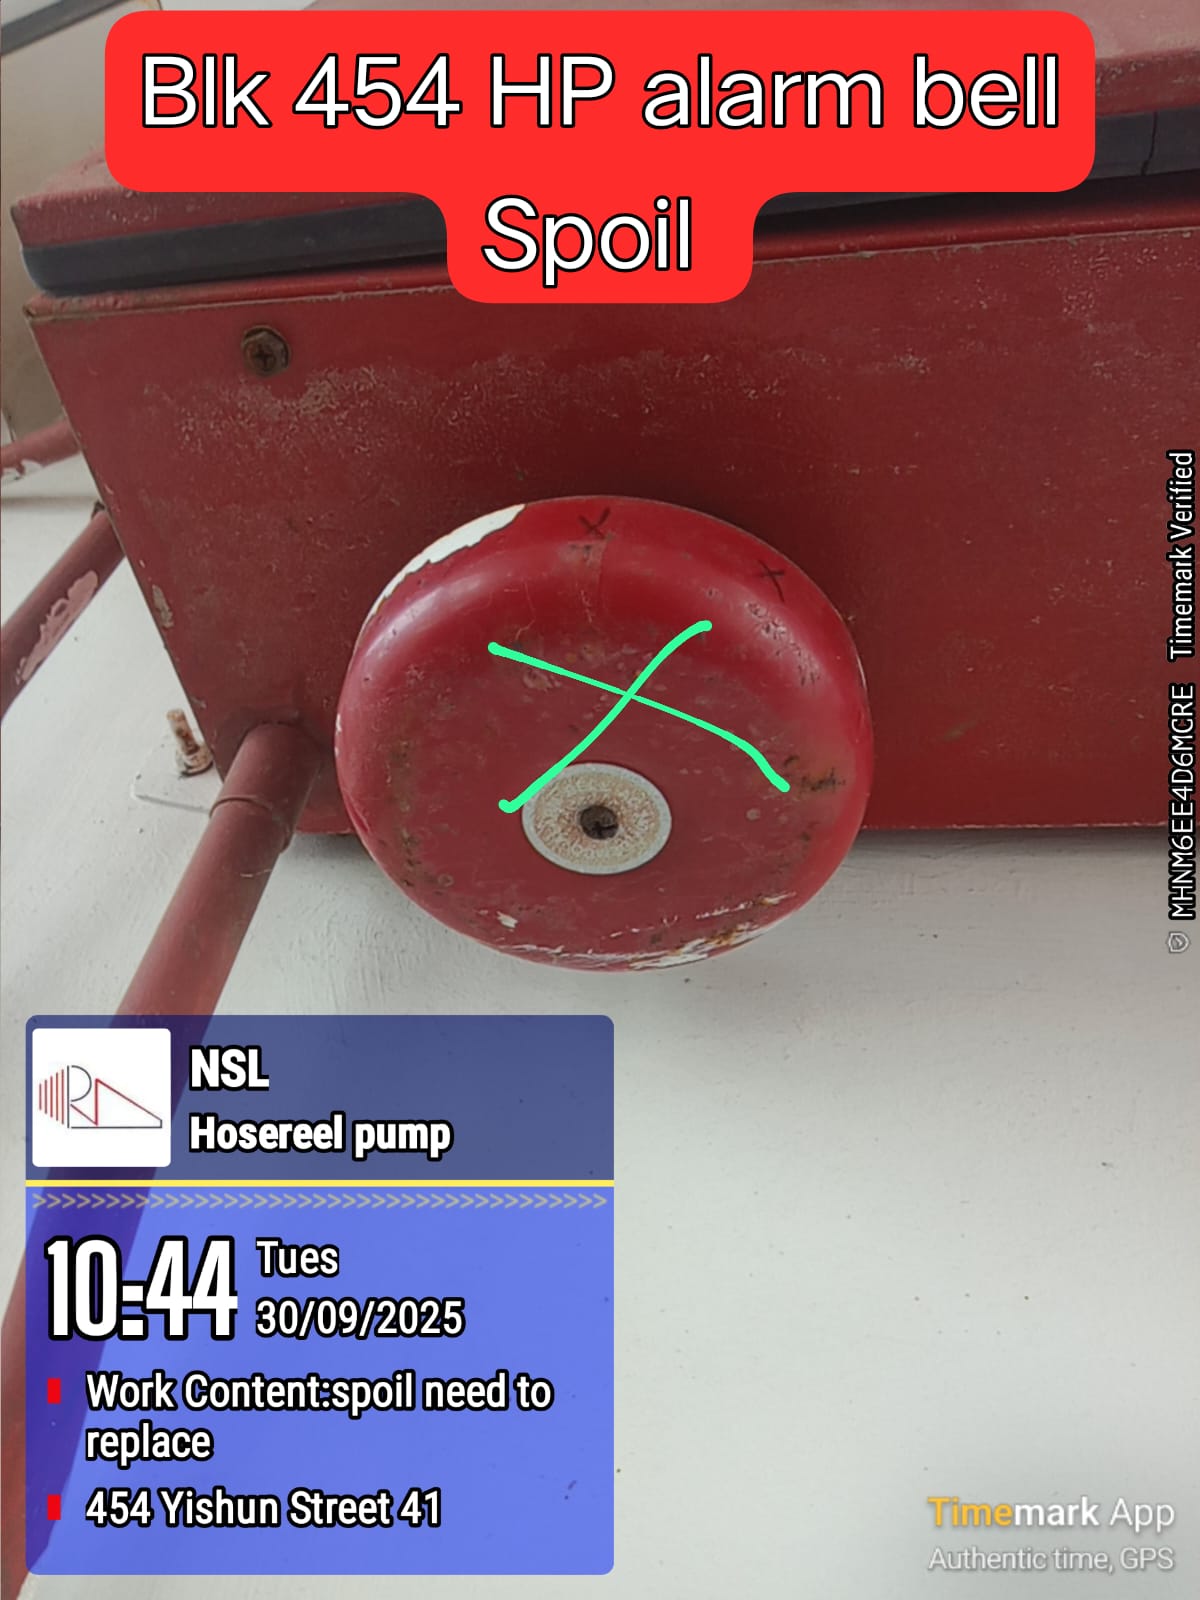 Blk 454 HP alarm bell
Spoil
MHNM6EE4D6MCRE Timemark Verified
NSL
Hosereel pump
>>>>>>>>>>>>>>>>>>>>>>>>>>>>>>>>>>>>>>>
10:44
Tues
30/09/2025
Work Content:spoil need to
replace
454 Yishun Street 41
Timemark App
Authentic time, GPS